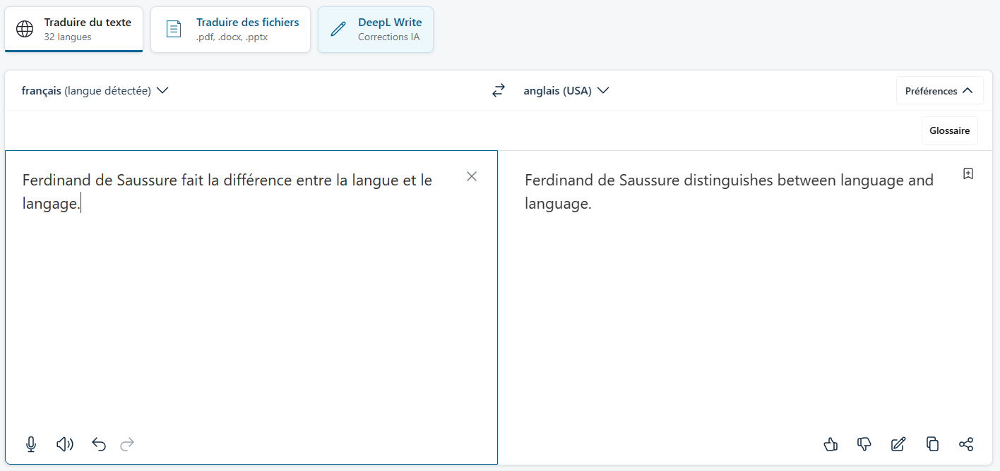 Traduire du texte
32 langues
Traduire des fichiers
.pdf, .docx, .pptx
DeepL Write
Corrections IA
français (langue détectée)
anglais (USA)
Préférences
Glossaire
Ferdinand de Saussure fait la différence entre la langue et le
langage.
Ferdinand de Saussure distinguishes between language and
language.